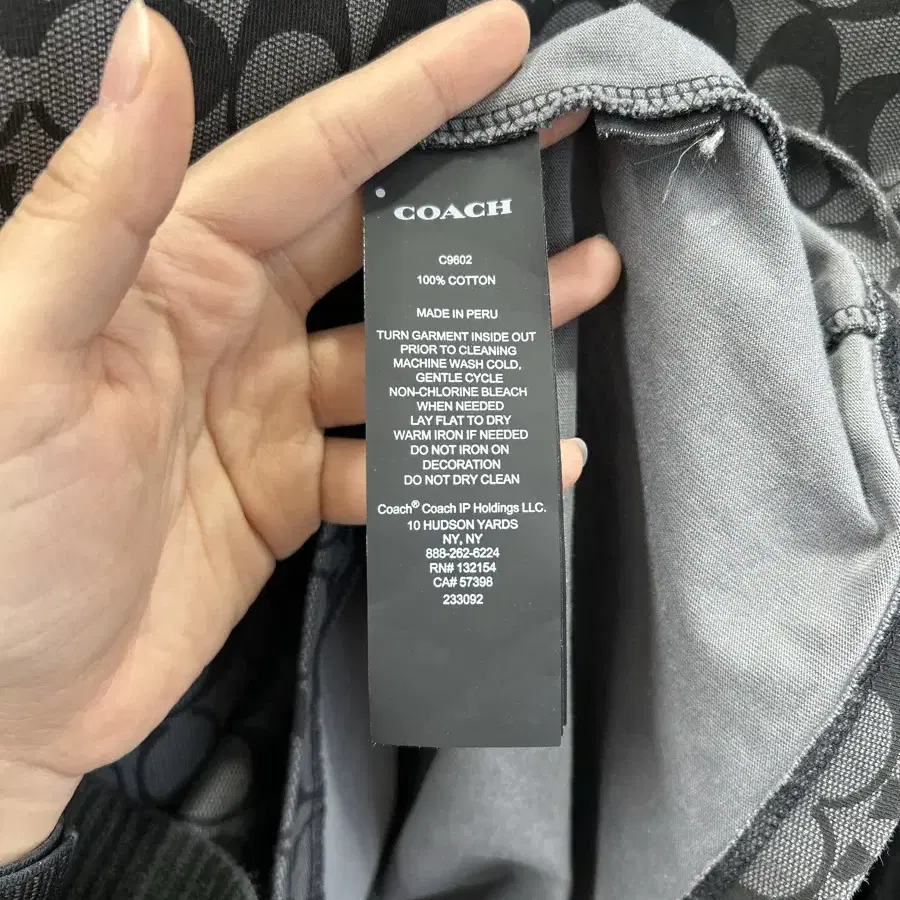 COACH
C9602
100% COTTON
MADE IN PERU
TURN GARMENT INSIDE OUT
PRIOR TO CLEANING
MACHINE WASH COLD,
GENTLE CYCLE
NON-CHLORINE BLEACH
WHEN NEEDED
LAY FLAT TO DRY
WARM IRON IF NEEDED
DO NOT IRON ON
DECORATION
DO NOT DRY CLEAN
Coach® Coach IP Holdings LLC.
10 HUDSON YARDS
NY, NY
888-262-6224
RN# 132154
CA# 57398
233092